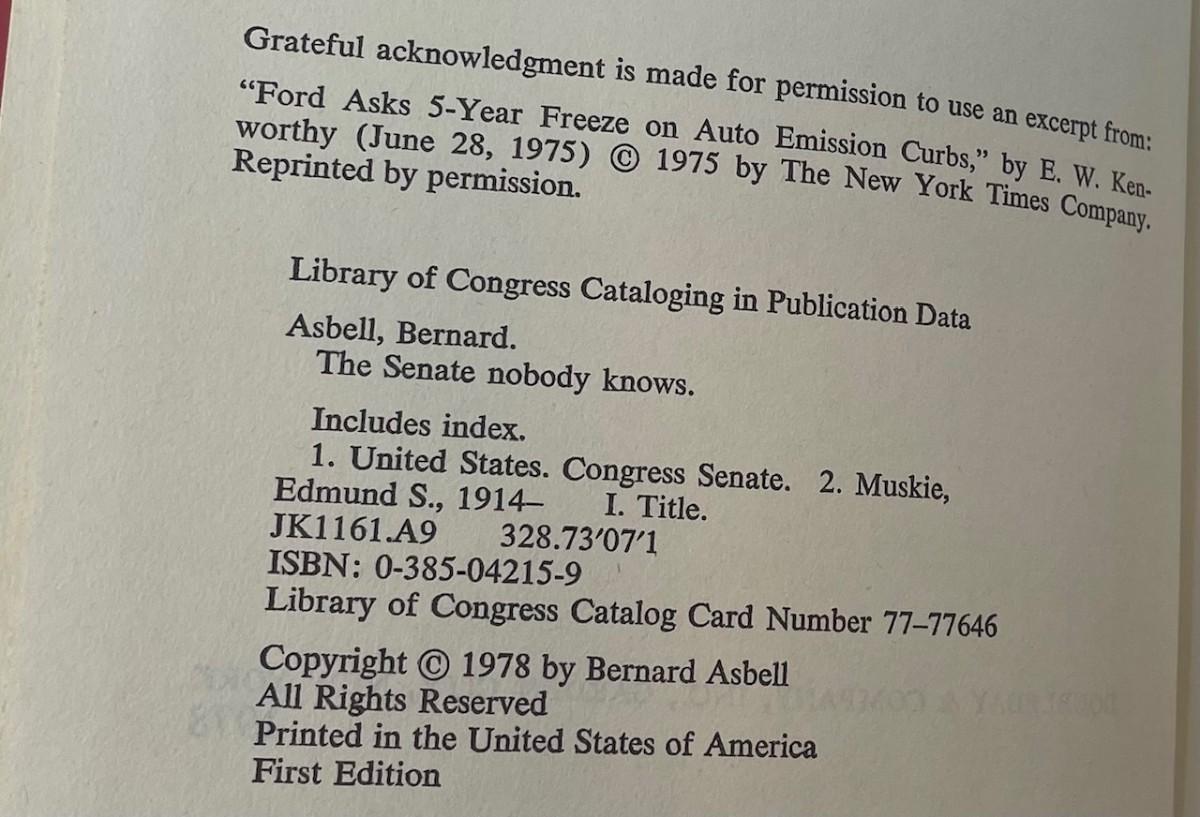 Grateful acknowledgment is made for permission to use an excerpt from:
“Ford Asks 5-Year Freeze on Auto Emission Curbs,” by E. W. Ken-
worthy (June 28, 1975) © 1975 by The New York Times Company.
Reprinted by permission.
Library of Congress Cataloging in Publication Data
Asbell, Bernard.
The Senate nobody knows.
Includes index.
1. United States. Congress Senate. 2. Muskie,
Edmund S., 1914– I. Title.
JK1161.A9 328.73′07′1
ISBN: 0-385-04215-9
Library of Congress Catalog Card Number 77–77646
Copyright © 1978 by Bernard Asbell
All Rights Reserved
Printed in the United States of America
First Edition